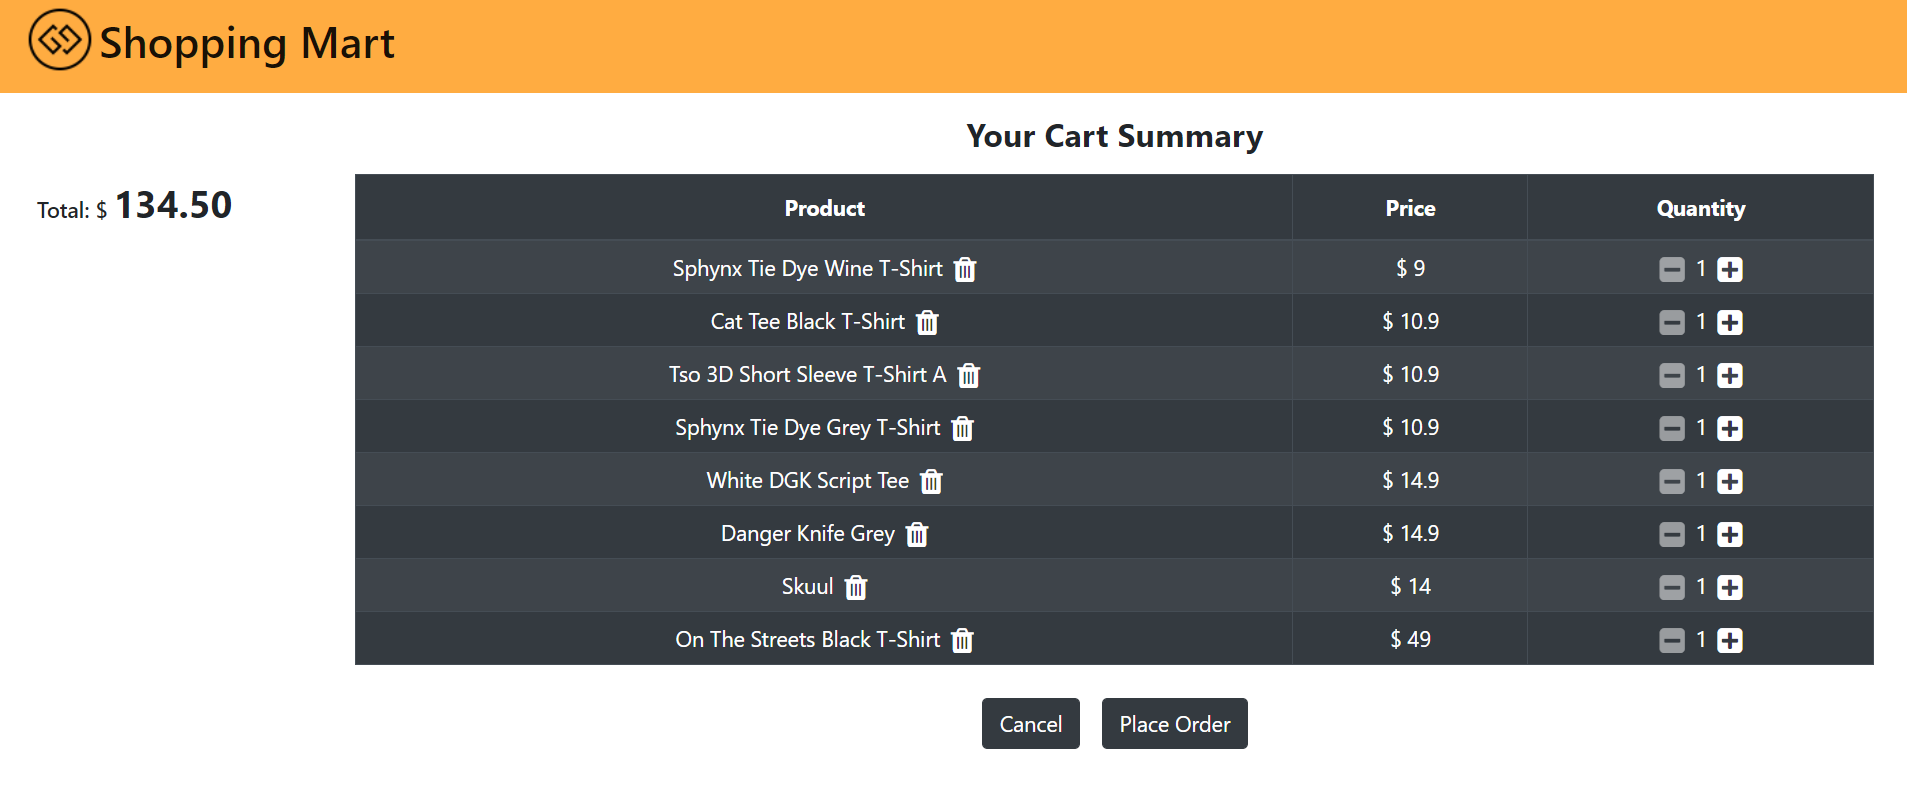 Shopping Mart
Your Cart Summary
Total: $ 134.50
Product Price Quantity
Sphynx Tie Dye Wine T-Shirt $ 9 1
Cat Tee Black T-Shirt $ 10.9 1
Tso 3D Short Sleeve T-Shirt A $ 10.9 1
Sphynx Tie Dye Grey T-Shirt $ 10.9 1
White DGK Script Tee $ 14.9 1
Danger Knife Grey $ 14.9 1
Skuul $ 14 1
On The Streets Black T-Shirt $ 49 1
Cancel Place Order